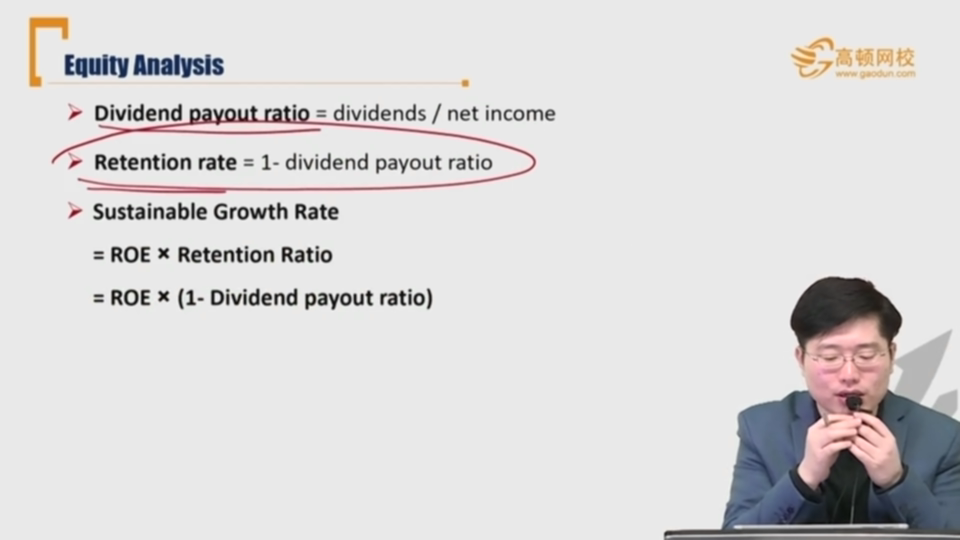 Equity Analysis
高顿网校
www.gaodun.com
Dividend payout ratio = dividends / net income
Retention rate = 1- dividend payout ratio
Sustainable Growth Rate
= ROE × Retention Ratio
= ROE × (1- Dividend payout ratio)